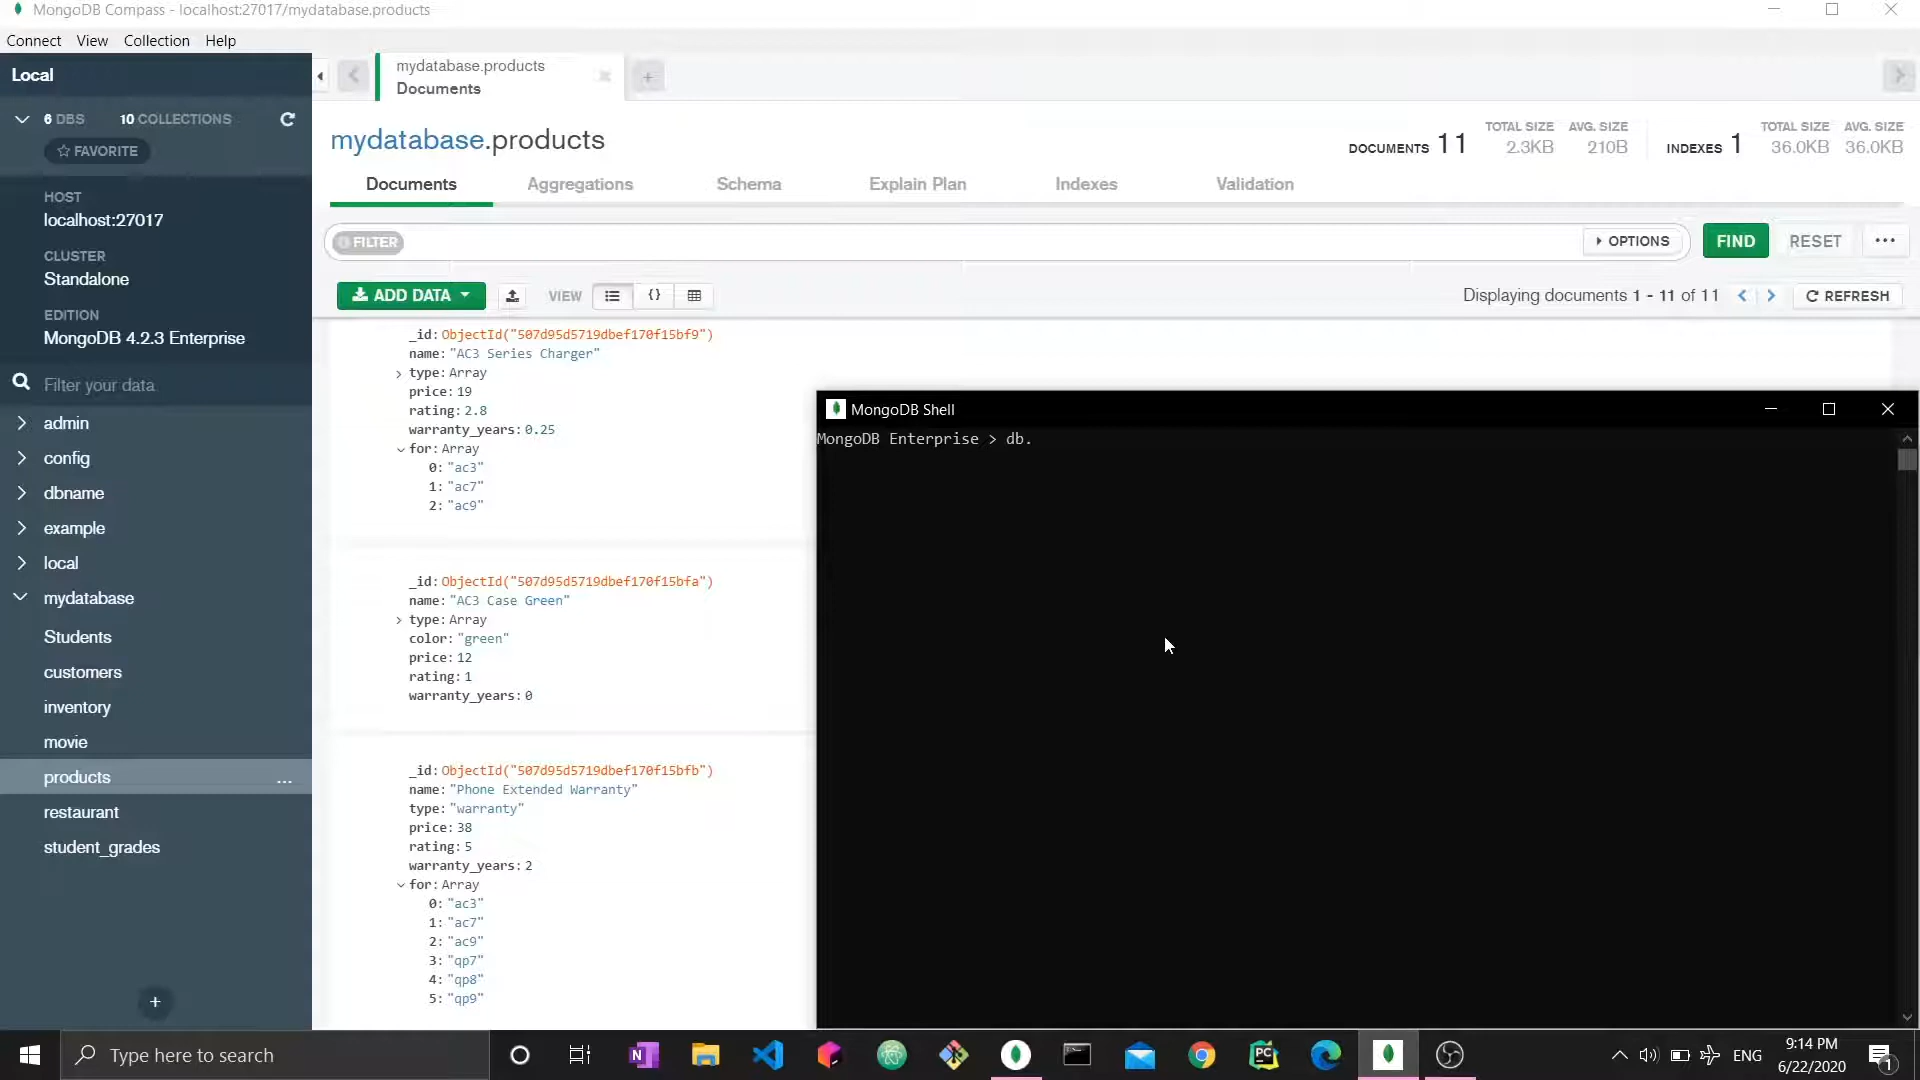 MongoDB Compass - localhost:27017/mydatabase.products
Connect View Collection Help
Local
6 DBS 10 COLLECTIONS
FAVORITE
HOST
localhost:27017
CLUSTER
Standalone
EDITION
MongoDB 4.2.3 Enterprise
Filter your data
admin
config
dbname
example
local
mydatabase
Students
customers
inventory
movie
products ...
restaurant
student_grades
+
mydatabase.products
Documents
+
mydatabase.products
DOCUMENTS 11 TOTAL SIZE 2.3KB AVG. SIZE 210B INDEXES 1 TOTAL SIZE 36.0KB AVG. SIZE 36.0KB
Documents Aggregations Schema Explain Plan Indexes Validation
FILTER OPTIONS FIND RESET ...
ADD DATA VIEW {} Displaying documents 1 - 11 of 11 < > REFRESH
_id: ObjectId("507d95d5719dbef170f15bf9")
name: "AC3 Series Charger"
type: Array
price: 19
rating: 2.8
warranty_years: 0.25
for: Array
0: "ac3"
1: "ac7"
2: "ac9"
_id: ObjectId("507d95d5719dbef170f15bfa")
name: "AC3 Case Green"
type: Array
color: "green"
price: 12
rating: 1
warranty_years: 0
_id: ObjectId("507d95d5719dbef170f15bfb")
name: "Phone Extended Warranty"
type: "warranty"
price: 38
rating: 5
warranty_years: 2
for: Array
0: "ac3"
1: "ac7"
2: "ac9"
3: "qp7"
4: "qp8"
5: "qp9"
MongoDB Shell
MongoDB Enterprise > db.
Type here to search
N
PC
ENG
9:14 PM
6/22/2020
1